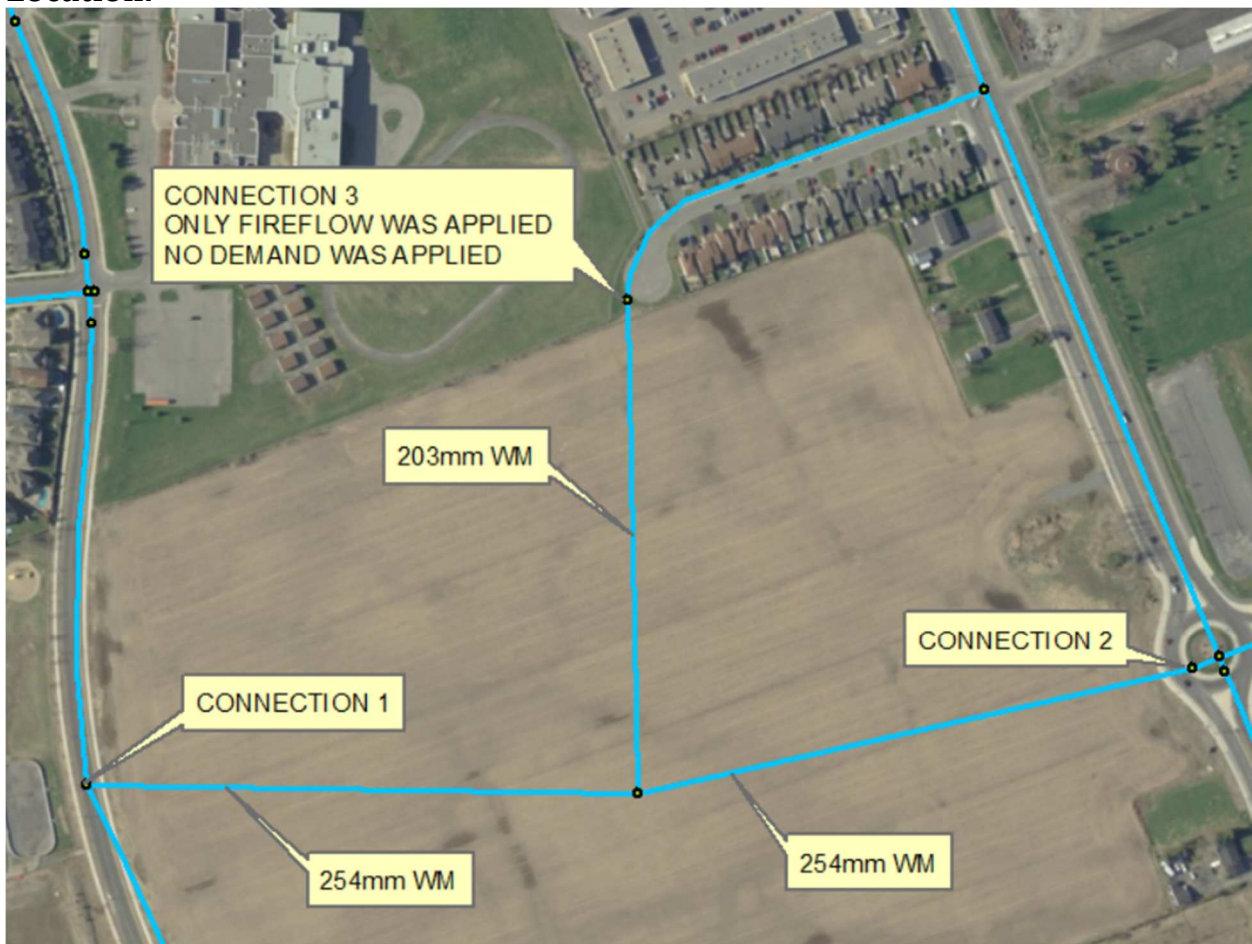 CONNECTION 3
ONLY FIREFLOW WAS APPLIED
NO DEMAND WAS APPLIED
203mm WM
CONNECTION 2
CONNECTION 1
254mm WM
254mm WM